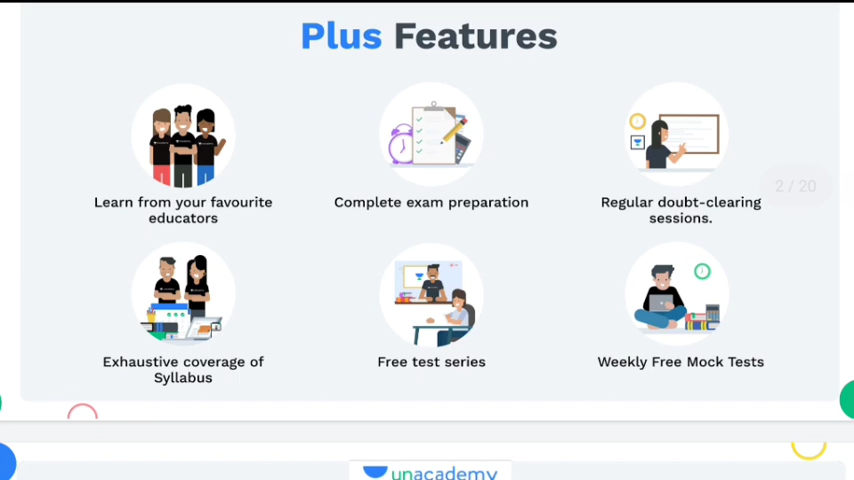 Plus Features
Learn from your favourite
educators
Complete exam preparation
Regular doubt-clearing
sessions.
2 / 20
Exhaustive coverage of
Syllabus
Free test series
Weekly Free Mock Tests
unacademy